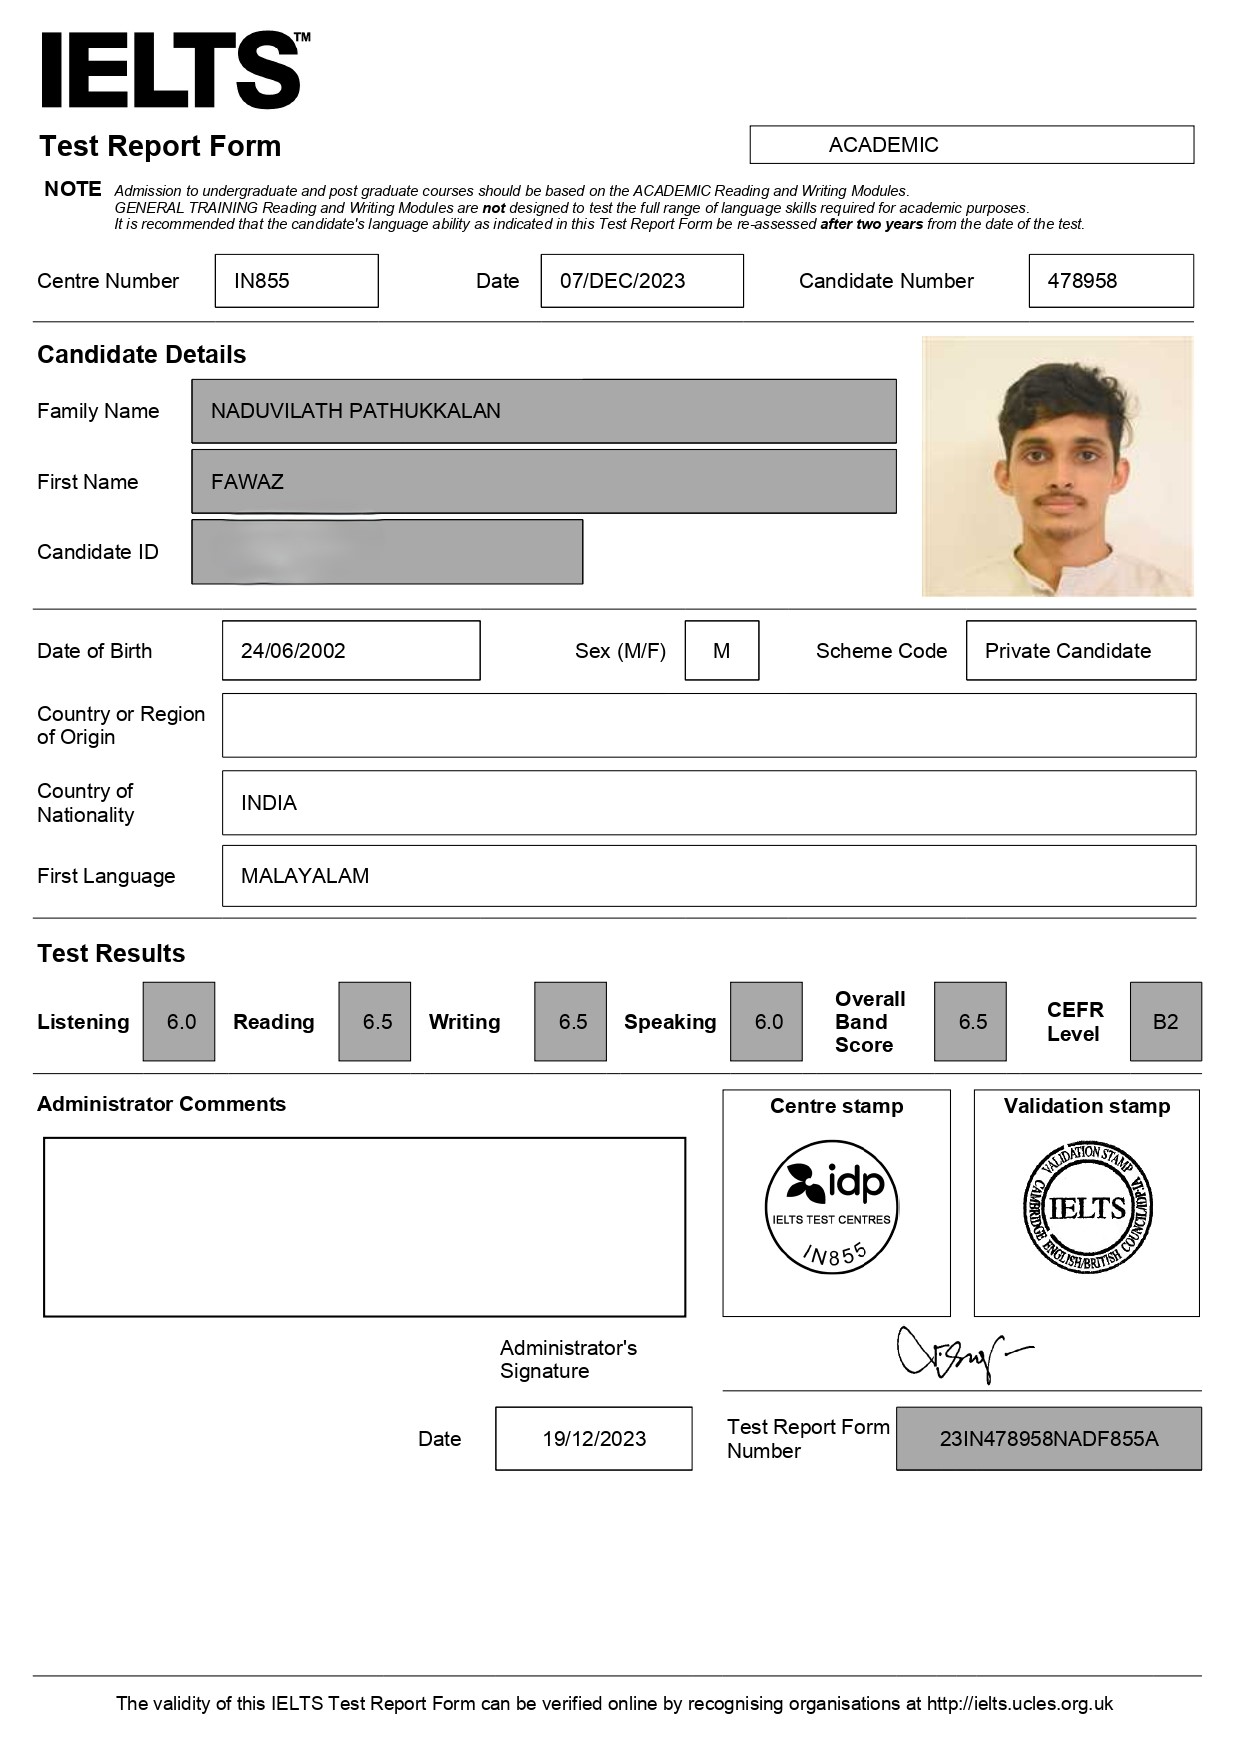 IELTS™
Test Report Form
ACADEMIC
NOTE Admission to undergraduate and post graduate courses should be based on the ACADEMIC Reading and Writing Modules.
GENERAL TRAINING Reading and Writing Modules are not designed to test the full range of language skills required for academic purposes.
It is recommended that the candidate's language ability as indicated in this Test Report Form be re-assessed after two years from the date of the test.
Centre Number IN855 Date 07/DEC/2023 Candidate Number 478958
Candidate Details
Family Name NADUVILATH PATHUKKALAN
First Name FAWAZ
Candidate ID
Date of Birth 24/06/2002 Sex (M/F) M Scheme Code Private Candidate
Country or Region
of Origin
Country of
Nationality
INDIA
First Language MALAYALAM
Test Results
Listening 6.0 Reading 6.5 Writing 6.5 Speaking 6.0
Overall
Band
Score
6.5
CEFR
Level
B2
Administrator Comments
Centre stamp
idp
IELTS TEST CENTRES
IN855
Validation stamp
VALIDATION STAMP
IELTS
CAMBRIDGE ENGLISH/BRITISH COUNCIL/IDP:IA
Administrator's
Signature
Date 19/12/2023
Test Report Form
Number
23IN478958NADF855A
The validity of this IELTS Test Report Form can be verified online by recognising organisations at http://ielts.ucles.org.uk